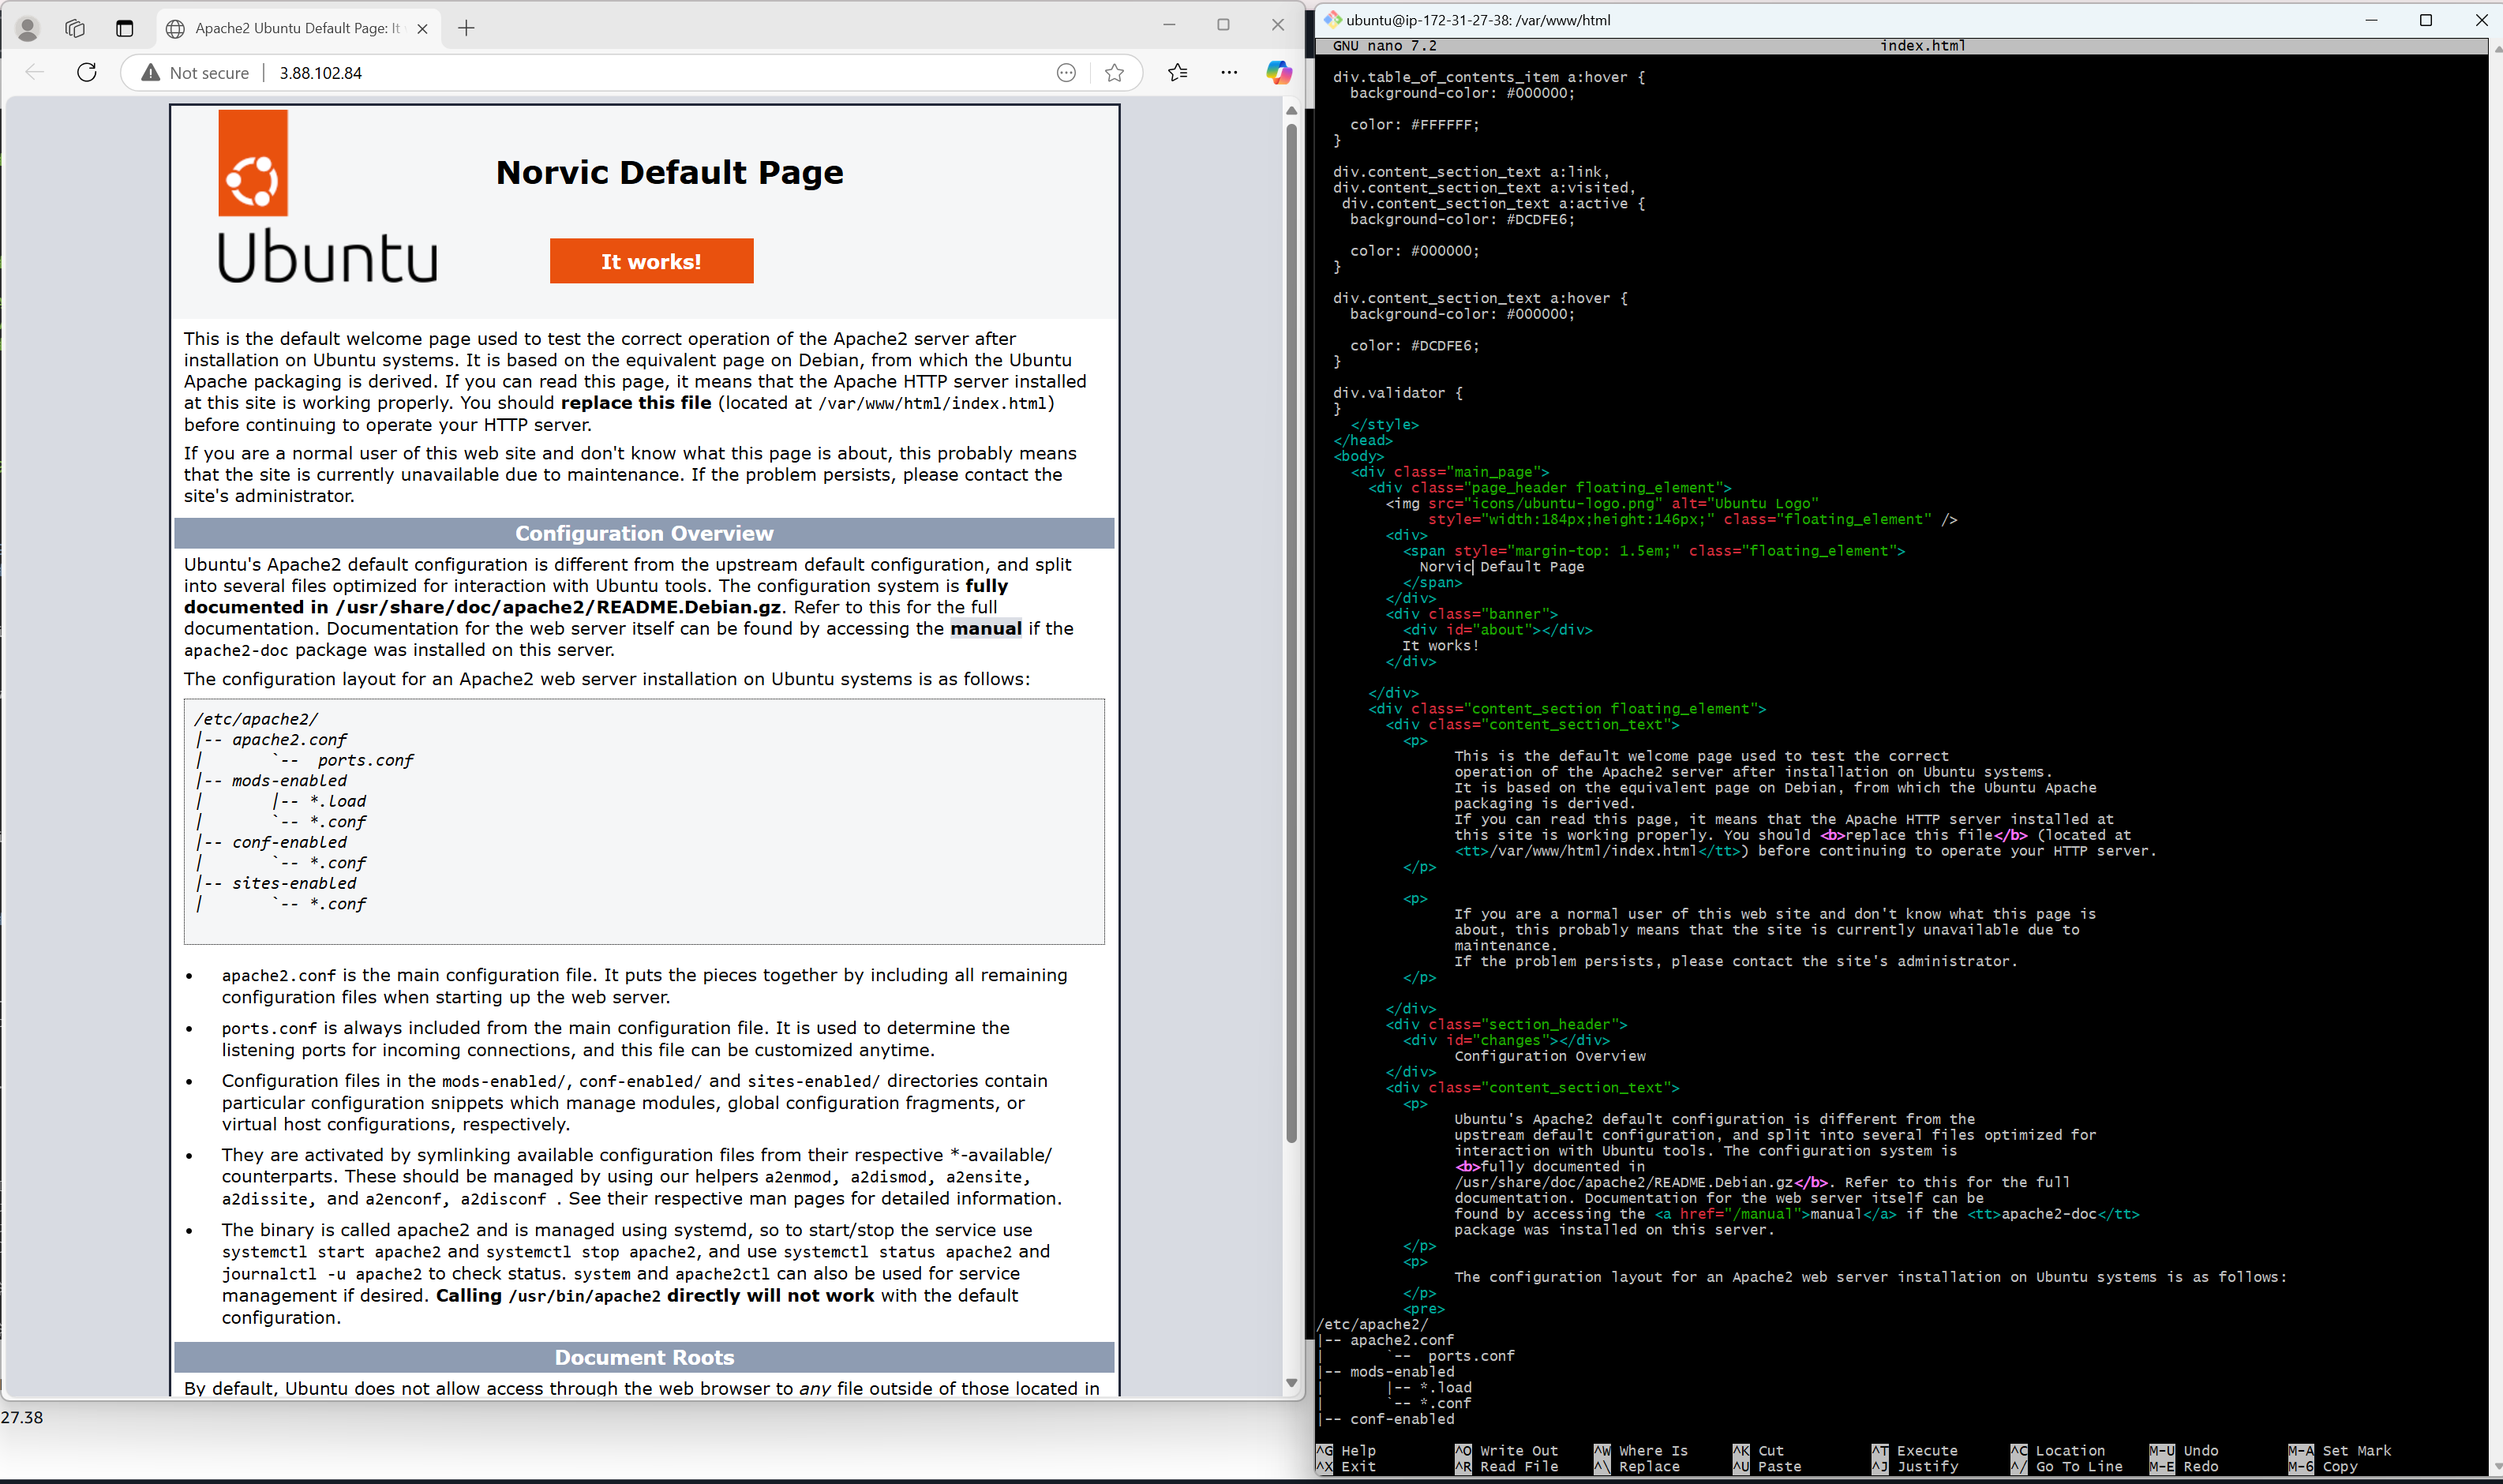 Apache2 Ubuntu Default Page: It
Not secure
3.88.102.84
Ubuntu
Norvic Default Page
It works!
This is the default welcome page used to test the correct operation of the Apache2 server after
installation on Ubuntu systems. It is based on the equivalent page on Debian, from which the Ubuntu
Apache packaging is derived. If you can read this page, it means that the Apache HTTP server installed
at this site is working properly. You should replace this file (located at /var/www/html/index.html)
before continuing to operate your HTTP server.
If you are a normal user of this web site and don't know what this page is about, this probably means
that the site is currently unavailable due to maintenance. If the problem persists, please contact the
site's administrator.
Configuration Overview
Ubuntu's Apache2 default configuration is different from the upstream default configuration, and split
into several files optimized for interaction with Ubuntu tools. The configuration system is fully
documented in /usr/share/doc/apache2/README.Debian.gz. Refer to this for the full
documentation. Documentation for the web server itself can be found by accessing the manual if the
apache2-doc package was installed on this server.
The configuration layout for an Apache2 web server installation on Ubuntu systems is as follows:
/etc/apache2/
|-- apache2.conf
|       `--  ports.conf
|-- mods-enabled
|       |-- *.load
|       `-- *.conf
|-- conf-enabled
|       `-- *.conf
|-- sites-enabled
|       `-- *.conf
• apache2.conf is the main configuration file. It puts the pieces together by including all remaining
configuration files when starting up the web server.
• ports.conf is always included from the main configuration file. It is used to determine the
listening ports for incoming connections, and this file can be customized anytime.
• Configuration files in the mods-enabled/, conf-enabled/ and sites-enabled/ directories contain
particular configuration snippets which manage modules, global configuration fragments, or
virtual host configurations, respectively.
• They are activated by symlinking available configuration files from their respective *-available/
counterparts. These should be managed by using our helpers a2enmod, a2dismod, a2ensite,
a2dissite, and a2enconf, a2disconf . See their respective man pages for detailed information.
• The binary is called apache2 and is managed using systemd, so to start/stop the service use
systemctl start apache2 and systemctl stop apache2, and use systemctl status apache2 and
journalctl -u apache2 to check status. system and apache2ctl can also be used for service
management if desired. Calling /usr/bin/apache2 directly will not work with the default
configuration.
Document Roots
By default, Ubuntu does not allow access through the web browser to any file outside of those located in
27.38
ubuntu@ip-172-31-27-38: /var/www/html
GNU nano 7.2 index.html
div.table_of_contents_item a:hover {
background-color: #000000;
color: #FFFFFF;
}
div.content_section_text a:link,
div.content_section_text a:visited,
div.content_section_text a:active {
background-color: #DCDFE6;
color: #000000;
}
div.content_section_text a:hover {
background-color: #000000;
color: #DCDFE6;
}
div.validator {
}
</style>
</head>
<body>
<div class="main_page">
<div class="page_header floating_element">
<img src="icons/ubuntu-logo.png" alt="Ubuntu Logo"
style="width:184px;height:146px;" class="floating_element" />
<div>
<span style="margin-top: 1.5em;" class="floating_element">
Norvic Default Page
</span>
</div>
<div class="banner">
<div id="about"></div>
It works!
</div>
</div>
<div class="content_section floating_element">
<div class="content_section_text">
<p>
This is the default welcome page used to test the correct
operation of the Apache2 server after installation on Ubuntu systems.
It is based on the equivalent page on Debian, from which the Ubuntu Apache
packaging is derived.
If you can read this page, it means that the Apache HTTP server installed at
this site is working properly. You should <b>replace this file</b> (located at
<tt>/var/www/html/index.html</tt>) before continuing to operate your HTTP server.
</p>
<p>
If you are a normal user of this web site and don't know what this page is
about, this probably means that the site is currently unavailable due to
maintenance.
If the problem persists, please contact the site's administrator.
</p>
</div>
<div class="section_header">
<div id="changes"></div>
Configuration Overview
</div>
<div class="content_section_text">
<p>
Ubuntu's Apache2 default configuration is different from the
upstream default configuration, and split into several files optimized for
interaction with Ubuntu tools. The configuration system is
<b>fully documented in
/usr/share/doc/apache2/README.Debian.gz</b>. Refer to this for the full
documentation. Documentation for the web server itself can be
found by accessing the <a href="/manual">manual</a> if the <tt>apache2-doc</tt>
package was installed on this server.
</p>
<p>
The configuration layout for an Apache2 web server installation on Ubuntu systems is as follows:
</p>
<pre>
/etc/apache2/
|-- apache2.conf
|       `--  ports.conf
|-- mods-enabled
|       |-- *.load
|       `-- *.conf
|-- conf-enabled
^G Help ^O Write Out ^W Where Is ^K Cut ^T Execute ^C Location M-U Undo M-A Set Mark
^X Exit ^R Read File ^\ Replace ^U Paste ^J Justify ^/ Go To Line M-E Redo M-6 Copy